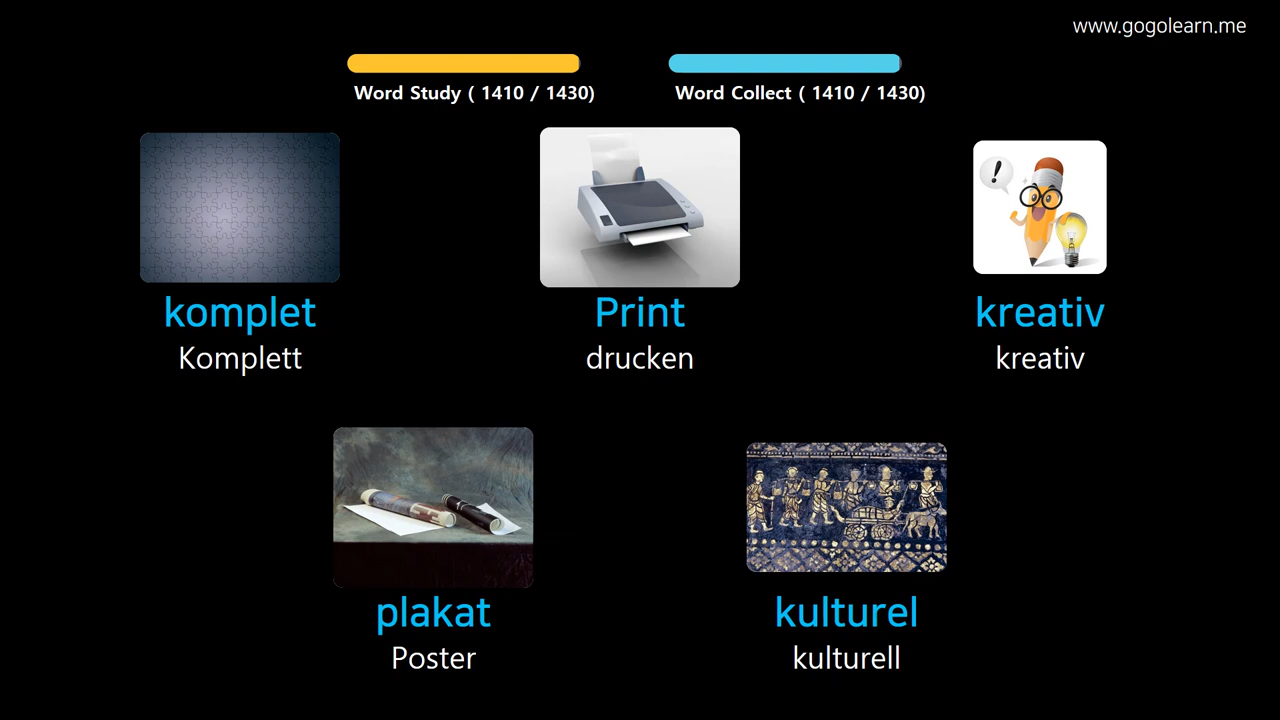 www.gogolearn.me
Word Study ( 1410 / 1430)
Word Collect ( 1410 / 1430)
komplet
Komplett
Print
drucken
kreativ
kreativ
plakat
Poster
kulturel
kulturell